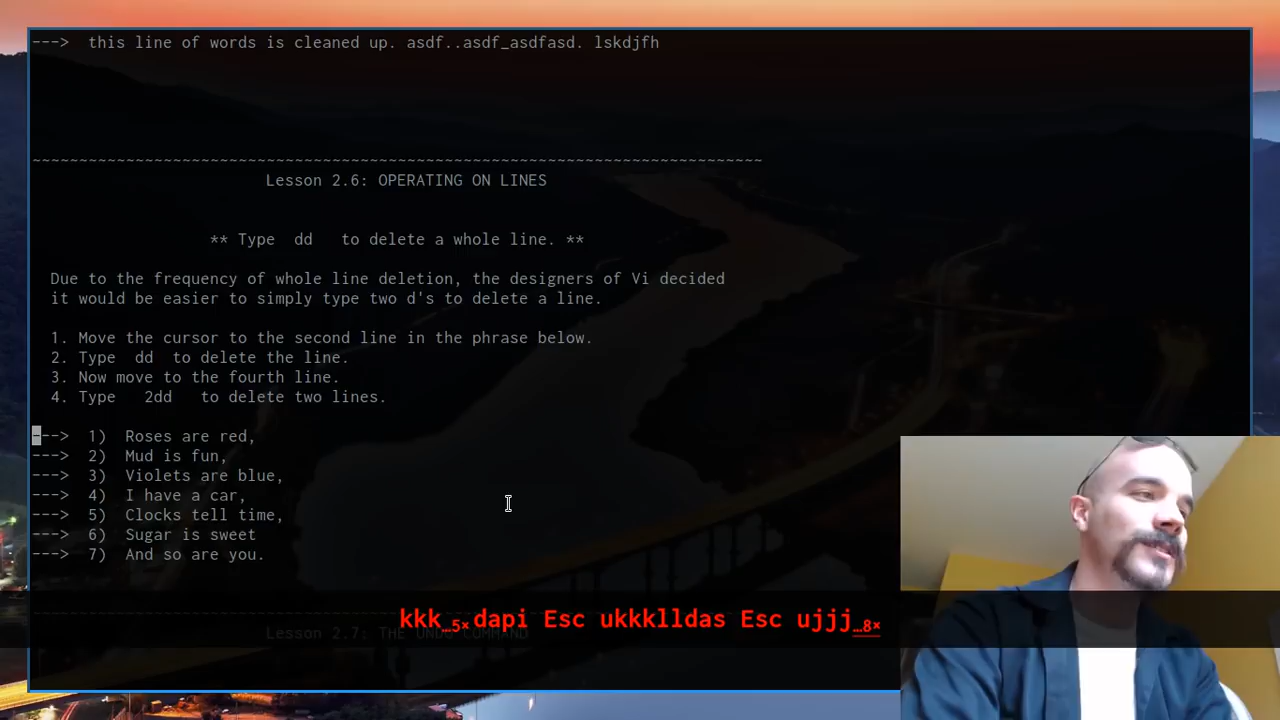 ---> this line of words is cleaned up. asdf..asdf_asdfasd. lskdjfh
~~~~~~~~~~~~~~~~~~~~~~~~~~~~~~~~~~~~~~~~~~~~~~~~~~~~~~~~~~~~~~~~~~~~~~~~~~~~~~
Lesson 2.6: OPERATING ON LINES
** Type dd to delete a whole line. **
Due to the frequency of whole line deletion, the designers of Vi decided
it would be easier to simply type two d's to delete a line.
1. Move the cursor to the second line in the phrase below.
2. Type dd to delete the line.
3. Now move to the fourth line.
4. Type 2dd to delete two lines.
---> 1) Roses are red,
---> 2) Mud is fun,
---> 3) Violets are blue,
---> 4) I have a car,
---> 5) Clocks tell time,
---> 6) Sugar is sweet
---> 7) And so are you.
kkk…5×dapi Esc ukkklldas Esc ujjj…8×
Lesson 2.7: THE UNDO COMMAND